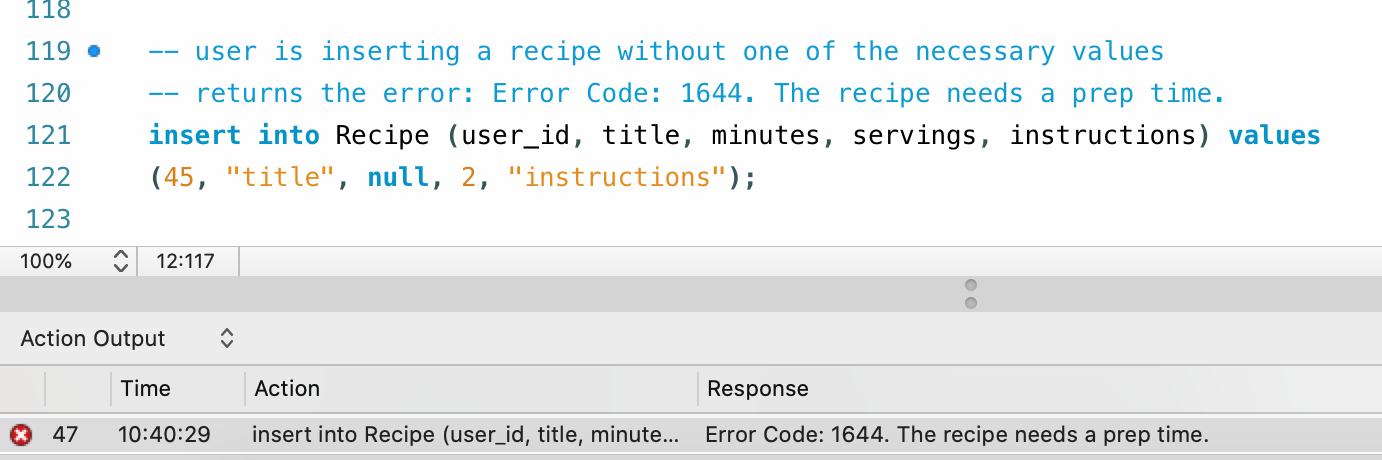 118
119 -- user is inserting a recipe without one of the necessary values
120 -- returns the error: Error Code: 1644. The recipe needs a prep time.
121 insert into Recipe (user_id, title, minutes, servings, instructions) values
122 (45, "title", null, 2, "instructions");
123
100% 12:117
Action Output
Time Action Response
47 10:40:29 insert into Recipe (user_id, title, minute... Error Code: 1644. The recipe needs a prep time.